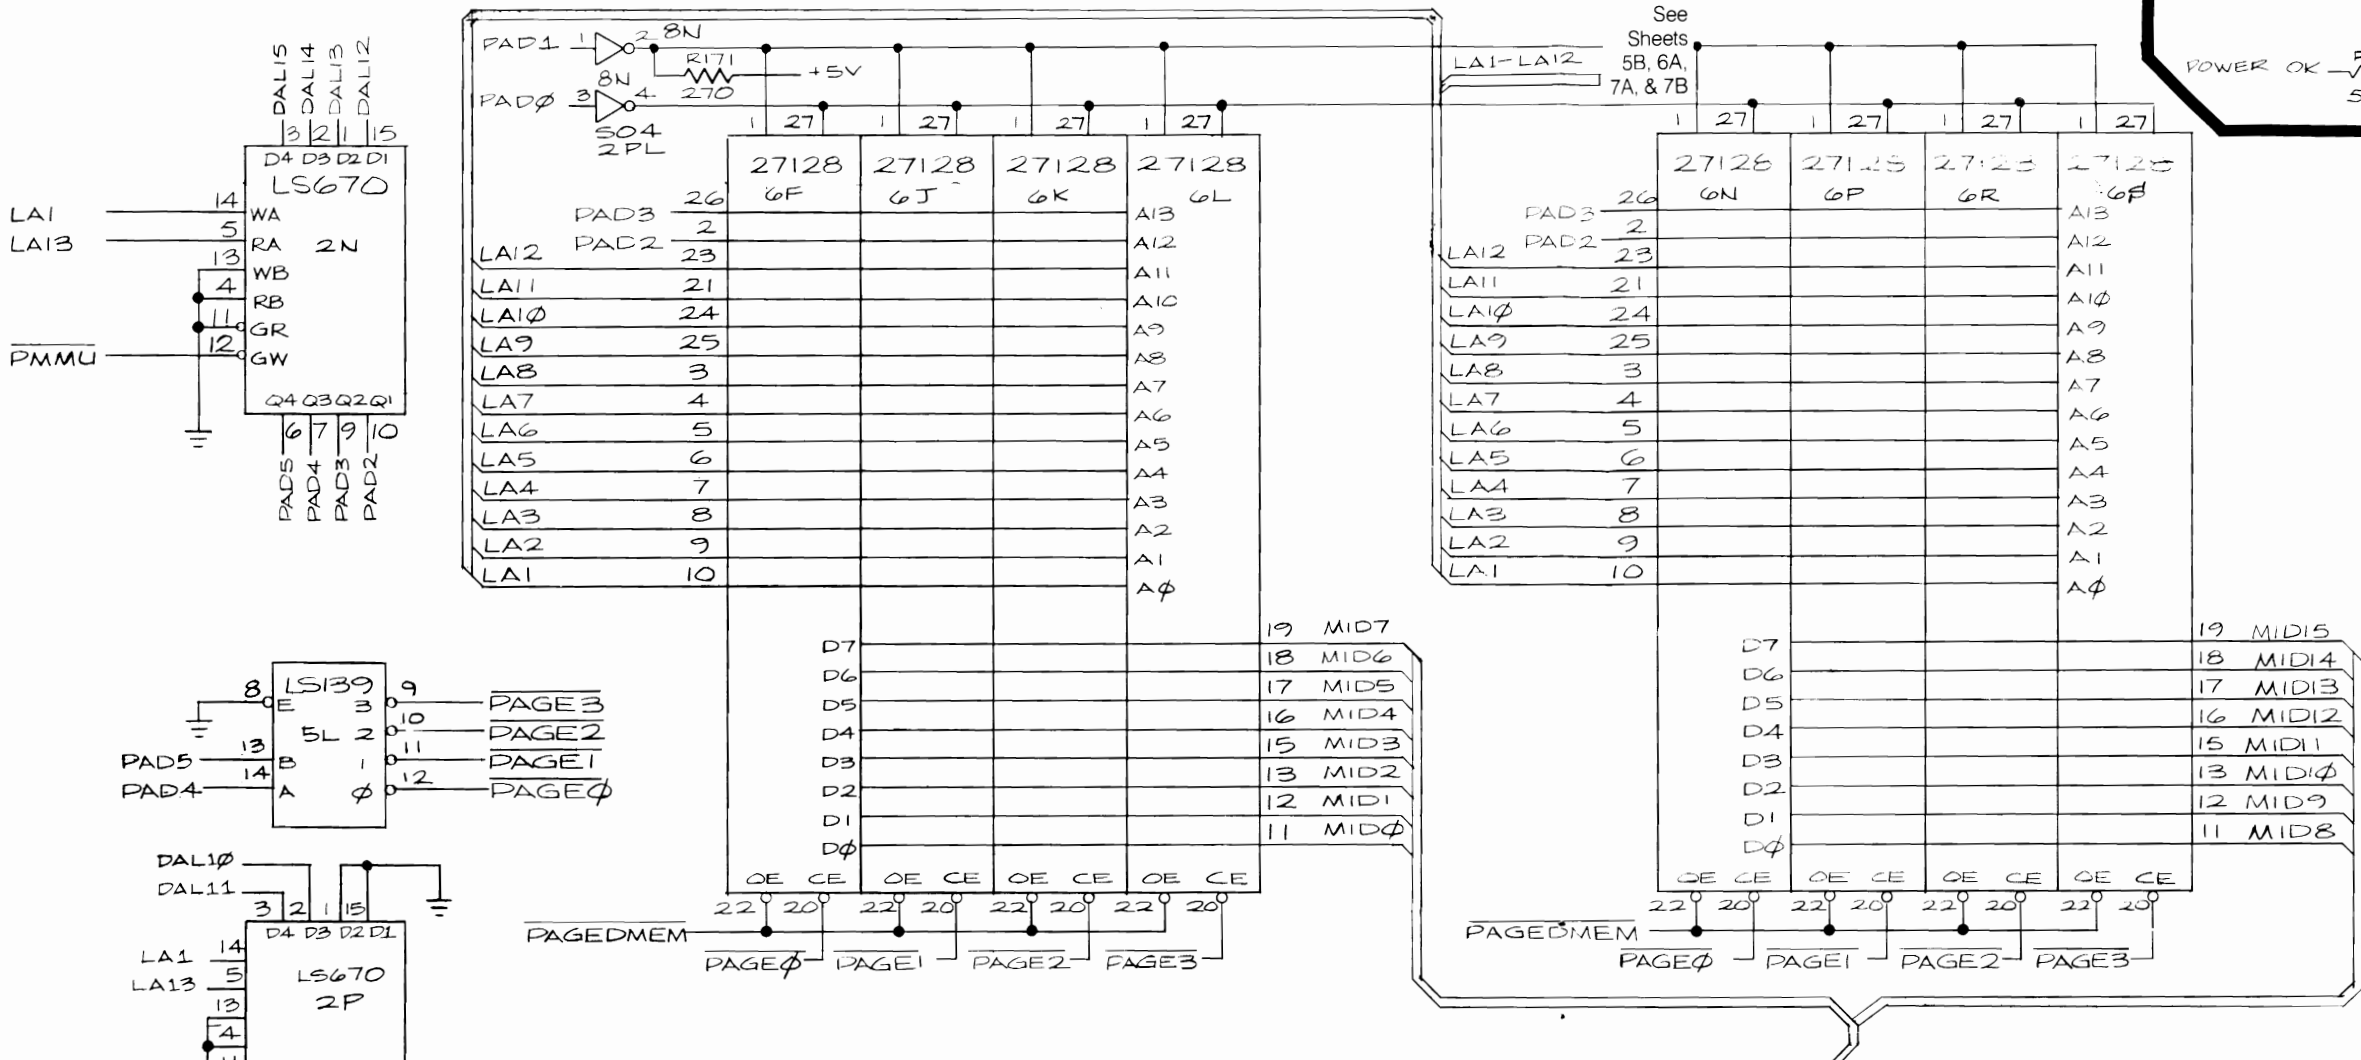 DAL15
DAL14
DAL13
DAL12
3 2 1 15
D4 D3 D2 D1
LS670
2N
LA1 14 WA
LA13 5 RA
13 WB
4 RB
11 GR
PMMU 12 GW
Q4 Q3 Q2 Q1
6 7 9 10
PAD5
PAD4
PAD3
PAD2
LS139
5L
8 E
PAD5 13 B
PAD4 14 A
3 9 PAGE3
2 10 PAGE2
1 11 PAGE1
Ø 12 PAGEØ
DAL1Ø
DAL11
3 2 1 15
D4 D3 D2 D1
LA1 14
LA13 5
13
4
11
LS670
2P
PAD1 1 2 8N
R171
270
+5V
8N
PADØ 3 4
SO4
2PL
1 27 1 27 1 27 1 27
27128 27128 27128 27128
6F 6J 6K 6L
PAD3 26 A13
PAD2 2 A12
LA12 23 A11
LA11 21 A10
LA1Ø 24 A9
LA9 25 A8
LA8 3 A7
LA7 4 A6
LA6 5 A5
LA5 6 A4
LA4 7 A3
LA3 8 A2
LA2 9 A1
LA1 10 AØ
D7 19 MID7
D6 18 MID6
D5 17 MID5
D4 16 MID4
D3 15 MID3
D2 13 MID2
D1 12 MID1
DØ 11 MIDØ
OE CE OE CE OE CE OE CE
22 20 22 20 22 20 22 20
PAGEDMEM
PAGEØ PAGE1 PAGE2 PAGE3
LA1-LA12
See
Sheets
5B, 6A,
7A, & 7B
POWER OK
5
1 27 1 27 1 27 1 27
27128 27128 27128 27128
6N 6P 6R 6S
PAD3 26 A13
PAD2 2 A12
LA12 23 A11
LA11 21 A1Ø
LA1Ø 24 A9
LA9 25 A8
LA8 3 A7
LA7 4 A6
LA6 5 A5
LA5 6 A4
LA4 7 A3
LA3 8 A2
LA2 9 A1
LA1 10 AØ
D7 19 MID15
D6 18 MID14
D5 17 MID13
D4 16 MID12
D3 15 MID11
D2 13 MID1Ø
D1 12 MID9
DØ 11 MID8
OE CE OE CE OE CE OE CE
22 20 22 20 22 20 22 20
PAGEDMEM
PAGEØ PAGE1 PAGE2 PAGE3